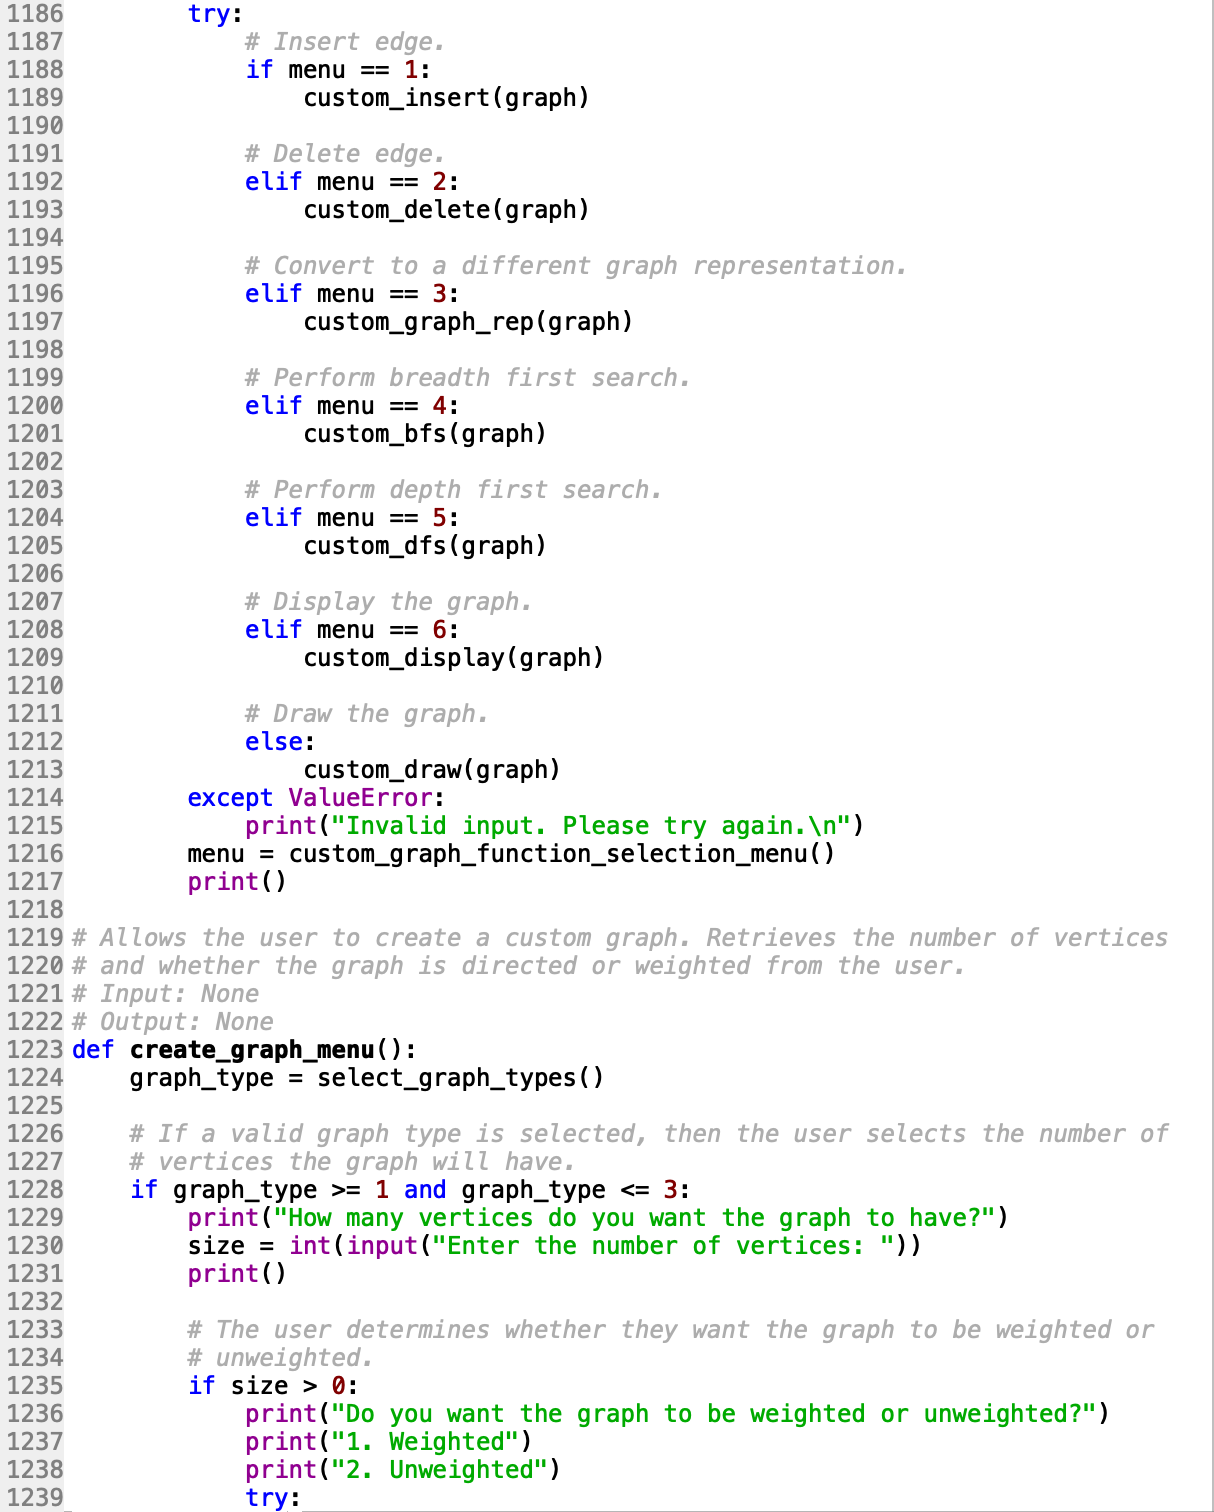 1186         try:
1187             # Insert edge.
1188             if menu == 1:
1189                 custom_insert(graph)
1190
1191             # Delete edge.
1192             elif menu == 2:
1193                 custom_delete(graph)
1194
1195             # Convert to a different graph representation.
1196             elif menu == 3:
1197                 custom_graph_rep(graph)
1198
1199             # Perform breadth first search.
1200             elif menu == 4:
1201                 custom_bfs(graph)
1202
1203             # Perform depth first search.
1204             elif menu == 5:
1205                 custom_dfs(graph)
1206
1207             # Display the graph.
1208             elif menu == 6:
1209                 custom_display(graph)
1210
1211             # Draw the graph.
1212             else:
1213                 custom_draw(graph)
1214         except ValueError:
1215             print("Invalid input. Please try again.\n")
1216         menu = custom_graph_function_selection_menu()
1217         print()
1218
1219 # Allows the user to create a custom graph. Retrieves the number of vertices
1220 # and whether the graph is directed or weighted from the user.
1221 # Input: None
1222 # Output: None
1223 def create_graph_menu():
1224     graph_type = select_graph_types()
1225
1226     # If a valid graph type is selected, then the user selects the number of
1227     # vertices the graph will have.
1228     if graph_type >= 1 and graph_type <= 3:
1229         print("How many vertices do you want the graph to have?")
1230         size = int(input("Enter the number of vertices: "))
1231         print()
1232
1233         # The user determines whether they want the graph to be weighted or
1234         # unweighted.
1235         if size > 0:
1236             print("Do you want the graph to be weighted or unweighted?")
1237             print("1. Weighted")
1238             print("2. Unweighted")
1239             try: